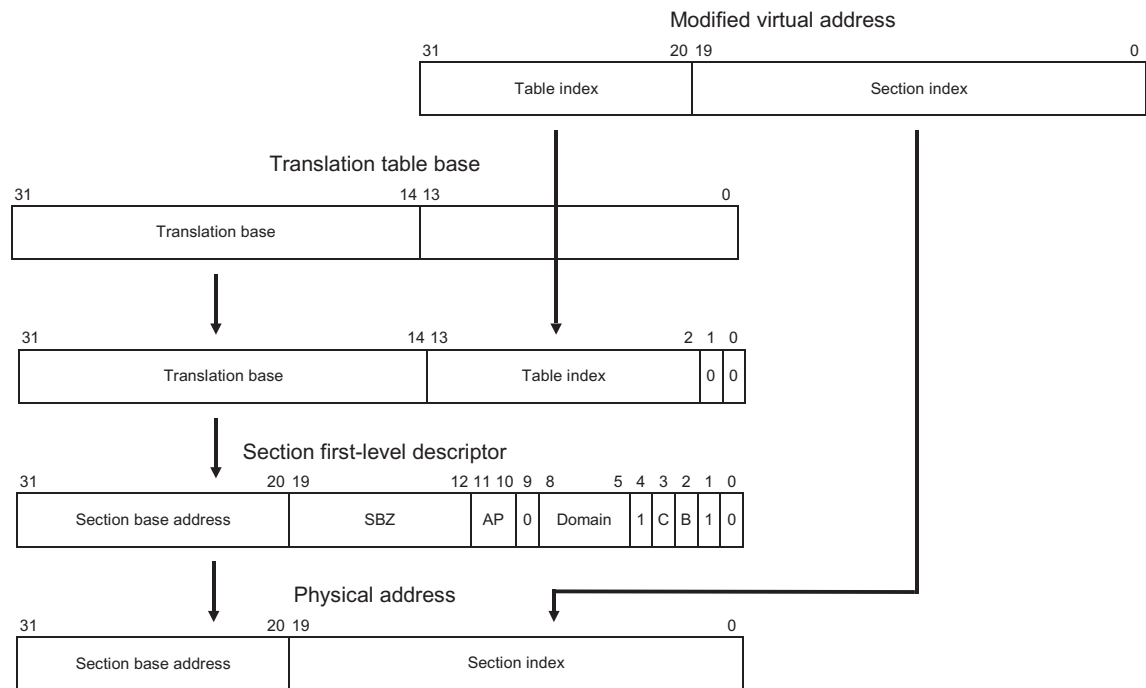 Modified virtual address
31 20 19 0
Table index Section index
Translation table base
31 14 13 0
Translation base
31 14 13 2 1 0
Translation base Table index 0 0
Section first-level descriptor
31 20 19 12 11 10 9 8 5 4 3 2 1 0
Section base address SBZ AP 0 Domain 1 C B 1 0
Physical address
31 20 19 0
Section base address Section index